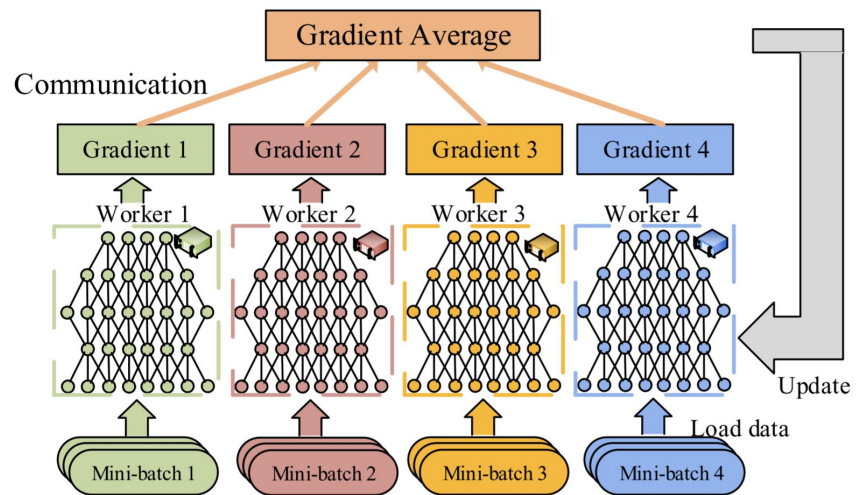 Gradient Average
Communication
Gradient 1
Gradient 2
Gradient 3
Gradient 4
Worker 1
Worker 2
Worker 3
Worker 4
Update
Load data
Mini-batch 1
Mini-batch 2
Mini-batch 3
Mini-batch 4